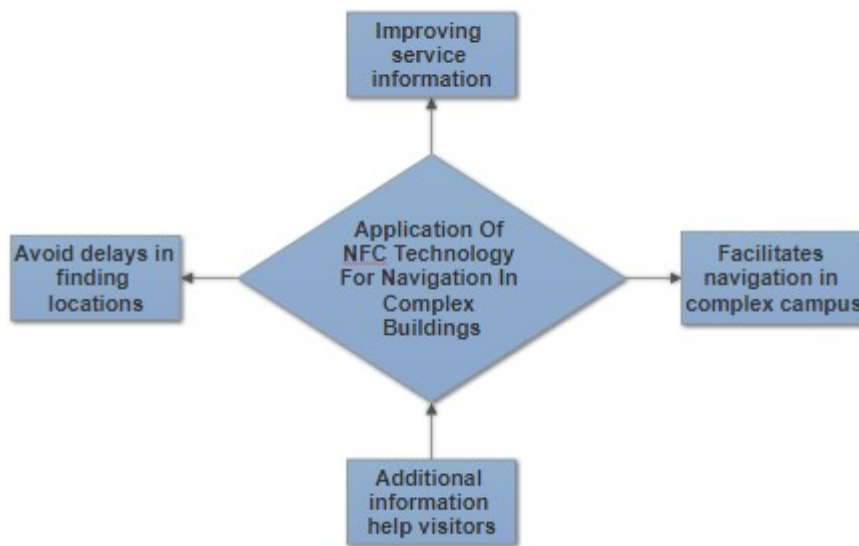 Improving
service
information
Application Of
NFC Technology
For Navigation In
Complex
Buildings
Avoid delays in
finding
locations
Facilitates
navigation in
complex campus
Additional
information
help visitors